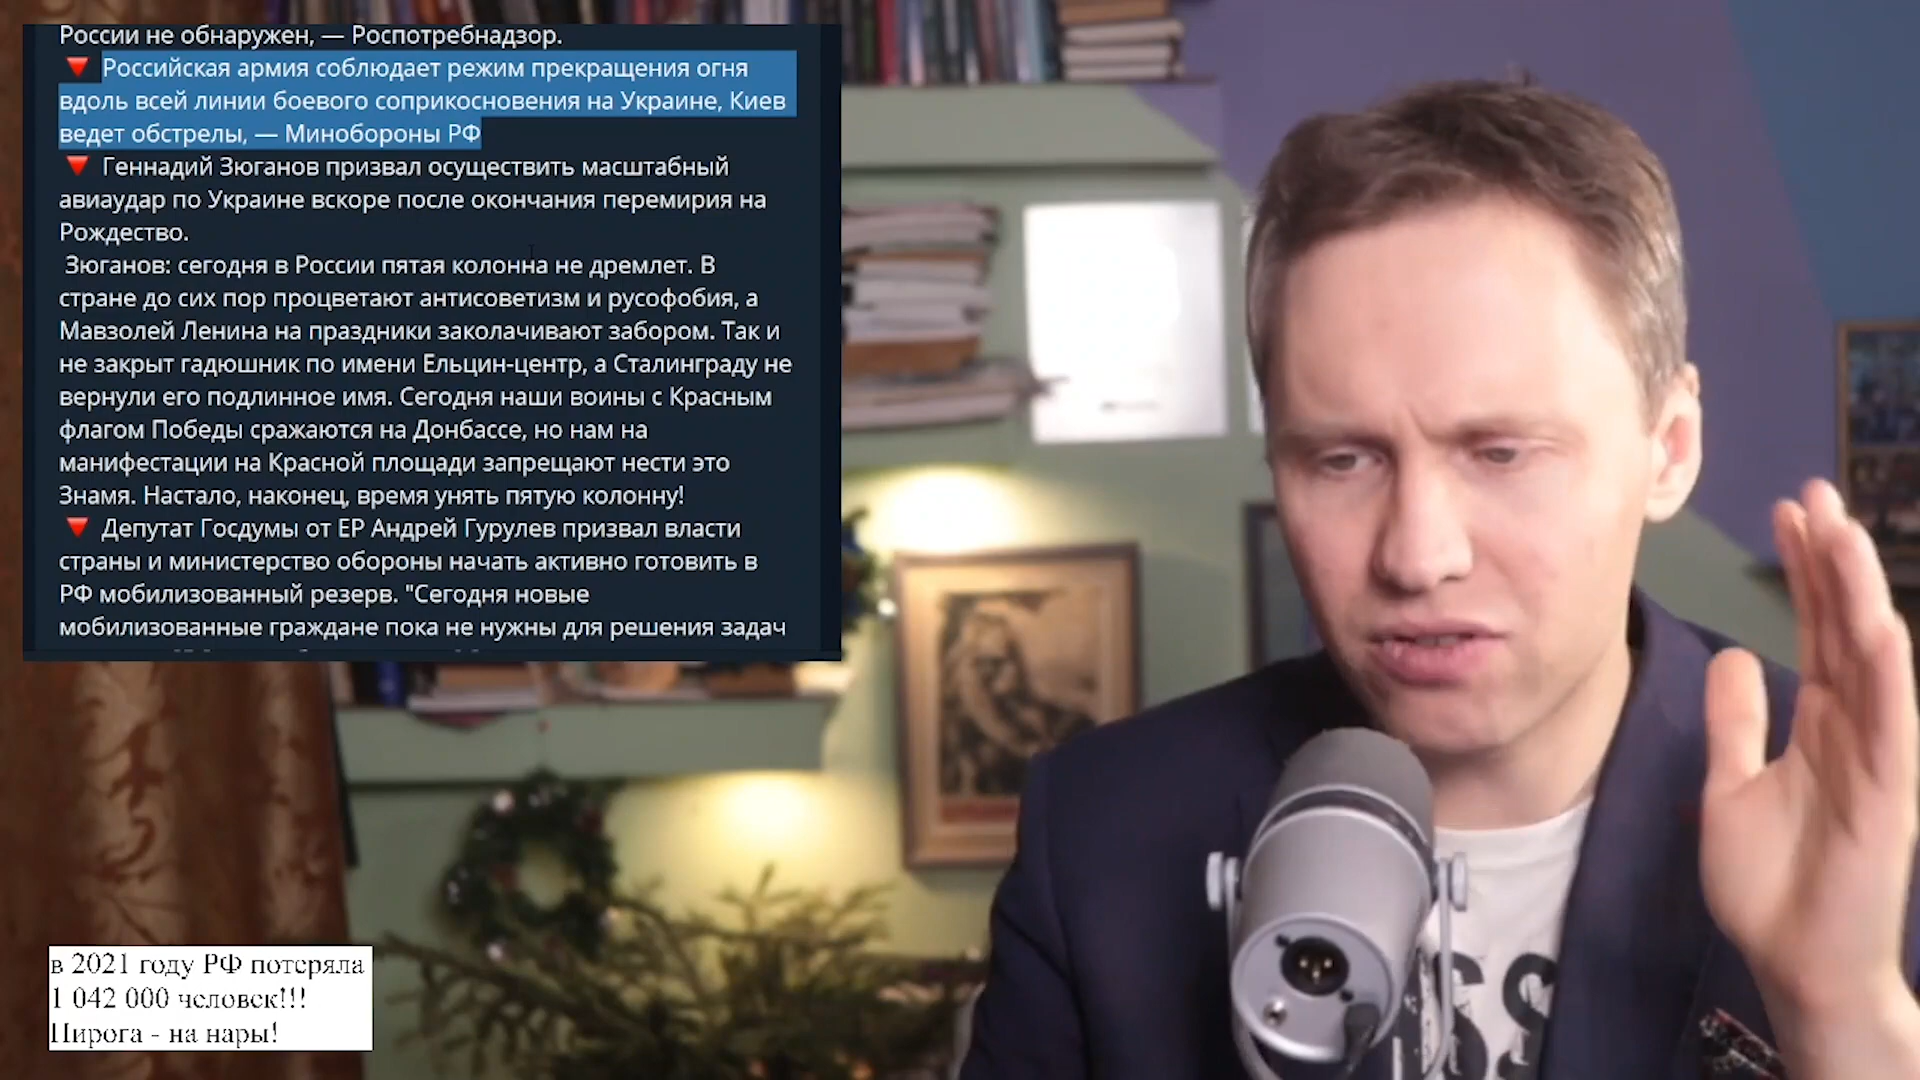 России не обнаружен, — Роспотребнадзор.
🔻 Российская армия соблюдает режим прекращения огня
вдоль всей линии боевого соприкосновения на Украине, Киев
ведет обстрелы, — Минобороны РФ
🔻 Геннадий Зюганов призвал осуществить масштабный
авиаудар по Украине вскоре после окончания перемирия на
Рождество.
Зюганов: сегодня в России пятая колонна не дремлет. В
стране до сих пор процветают антисоветизм и русофобия, а
Мавзолей Ленина на праздники заколачивают забором. Так и
не закрыт гадюшник по имени Ельцин-центр, а Сталинграду не
вернули его подлинное имя. Сегодня наши воины с Красным
флагом Победы сражаются на Донбассе, но нам на
манифестации на Красной площади запрещают нести это
Знамя. Настало, наконец, время унять пятую колонну!
🔻 Депутат Госдумы от ЕР Андрей Гурулев призвал власти
страны и министерство обороны начать активно готовить в
РФ мобилизованный резерв. "Сегодня новые
мобилизованные граждане пока не нужны для решения задач
в 2021 году РФ потеряла
1 042 000 человек!!!
Пирога - на нары!